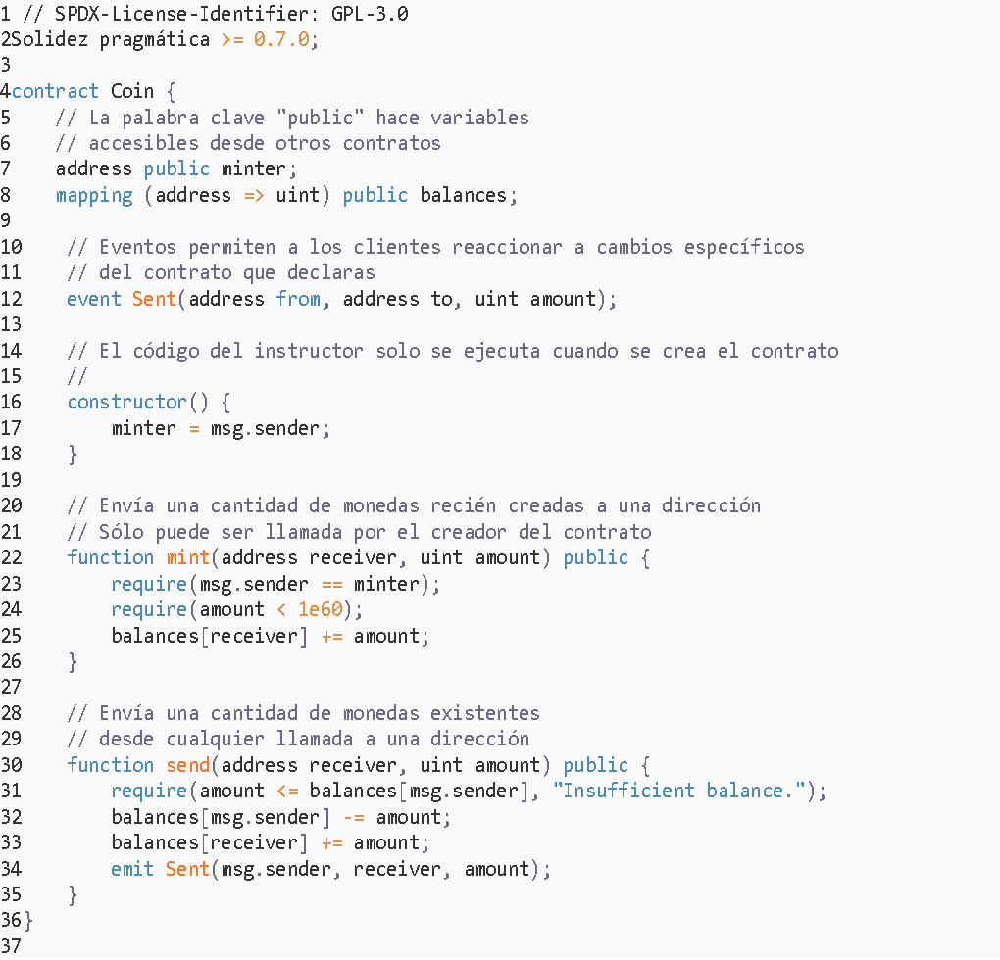 1 // SPDX-License-Identifier: GPL-3.0
2Solidez pragmática >= 0.7.0;
3
4contract Coin {
5    // La palabra clave "public" hace variables
6    // accesibles desde otros contratos
7    address public minter;
8    mapping (address => uint) public balances;
9
10    // Eventos permiten a los clientes reaccionar a cambios específicos
11    // del contrato que declaras
12    event Sent(address from, address to, uint amount);
13
14    // El código del instructor solo se ejecuta cuando se crea el contrato
15    //
16    constructor() {
17        minter = msg.sender;
18    }
19
20    // Envía una cantidad de monedas recién creadas a una dirección
21    // Sólo puede ser llamada por el creador del contrato
22    function mint(address receiver, uint amount) public {
23        require(msg.sender == minter);
24        require(amount < 1e60);
25        balances[receiver] += amount;
26    }
27
28    // Envía una cantidad de monedas existentes
29    // desde cualquier llamada a una dirección
30    function send(address receiver, uint amount) public {
31        require(amount <= balances[msg.sender], "Insufficient balance.");
32        balances[msg.sender] -= amount;
33        balances[receiver] += amount;
34        emit Sent(msg.sender, receiver, amount);
35    }
36}
37